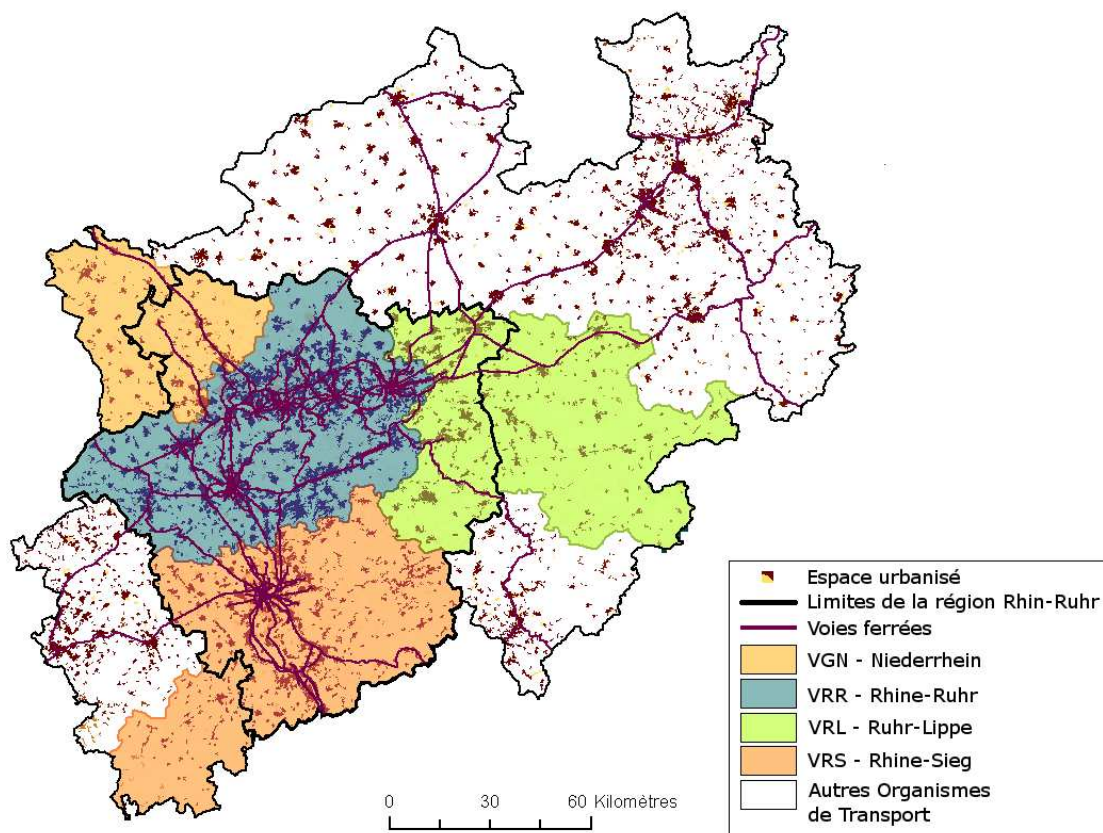 Espace urbanisé
Limites de la région Rhin-Ruhr
Voies ferrées
VGN - Niederrhein
VRR - Rhine-Ruhr
VRL - Ruhr-Lippe
VRS - Rhine-Sieg
Autres Organismes
de Transport
0 30 60 Kilomètres